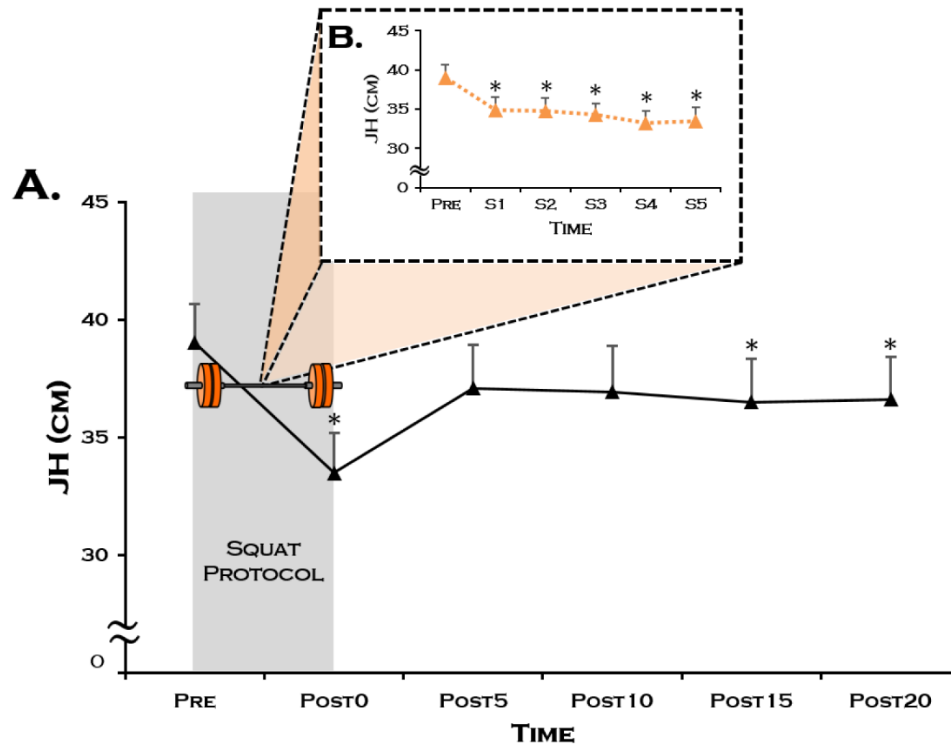 B.
JH (CM)
45
40
35
30
0
* * * * *
PRE S1 S2 S3 S4 S5
TIME
A.
JH (CM)
45
40
35
30
0
* * *
SQUAT
PROTOCOL
PRE POST0 POST5 POST10 POST15 POST20
TIME